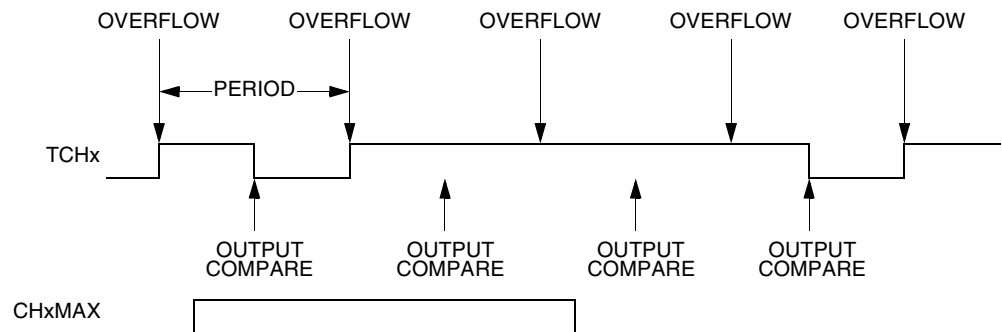 OVERFLOW OVERFLOW OVERFLOW OVERFLOW OVERFLOW
PERIOD
TCHx
OUTPUT
COMPARE
OUTPUT
COMPARE
OUTPUT
COMPARE
OUTPUT
COMPARE
CHxMAX